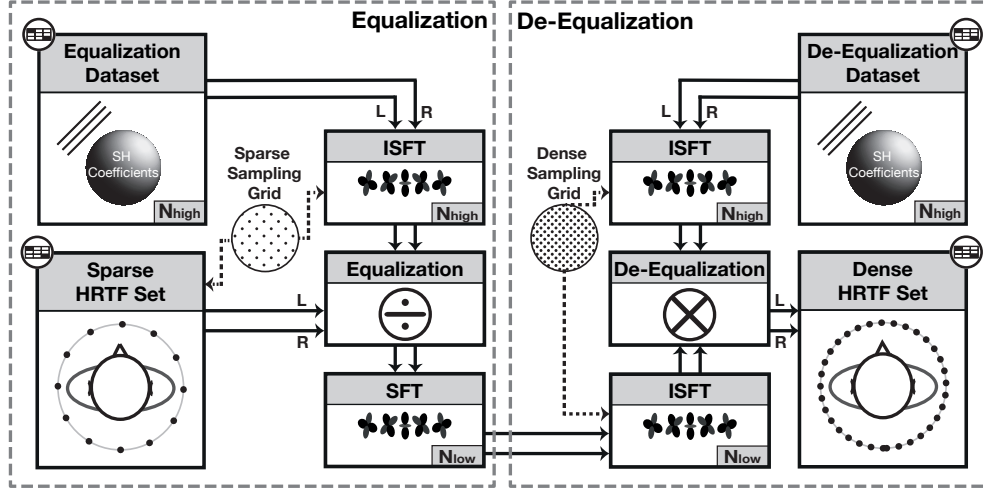 Equalization
Equalization
Dataset
SH
Coefficients
Nhigh
L
R
ISFT
Nhigh
Sparse
Sampling
Grid
Sparse
HRTF Set
L
R
Equalization
SFT
Nlow
De-Equalization
De-Equalization
Dataset
SH
Coefficients
Nhigh
L
R
ISFT
Nhigh
Dense
Sampling
Grid
De-Equalization
L
R
Dense
HRTF Set
ISFT
Nlow